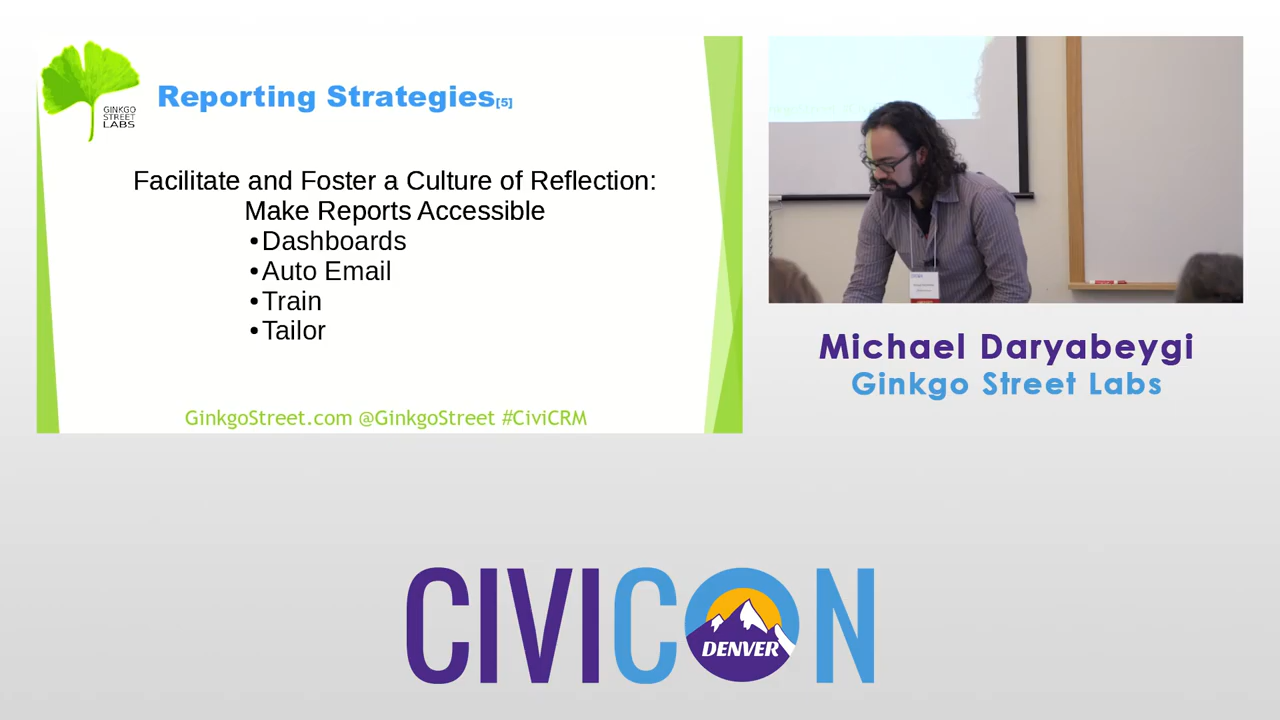 GINKGO
STREET
LABS
Reporting Strategies[5]
Facilitate and Foster a Culture of Reflection:
Make Reports Accessible
•Dashboards
•Auto Email
•Train
•Tailor
GinkgoStreet.com @GinkgoStreet #CiviCRM
Michael Daryabeygi
Ginkgo Street Labs
CIVICON
DENVER